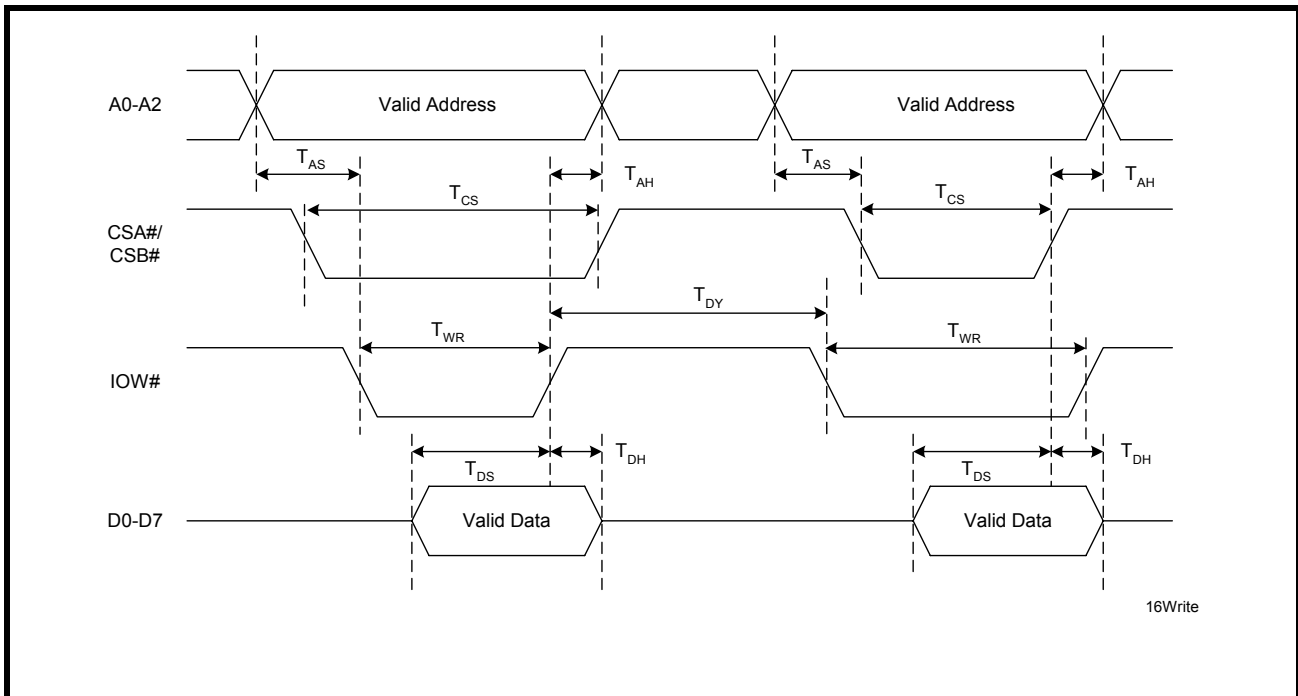 A0-A2
Valid Address
Valid Address
TAS
TAH
TAS
TAH
TCS
TCS
CSA#/
CSB#
TDY
TWR
TWR
IOW#
TDH
TDH
TDS
TDS
D0-D7
Valid Data
Valid Data
16Write